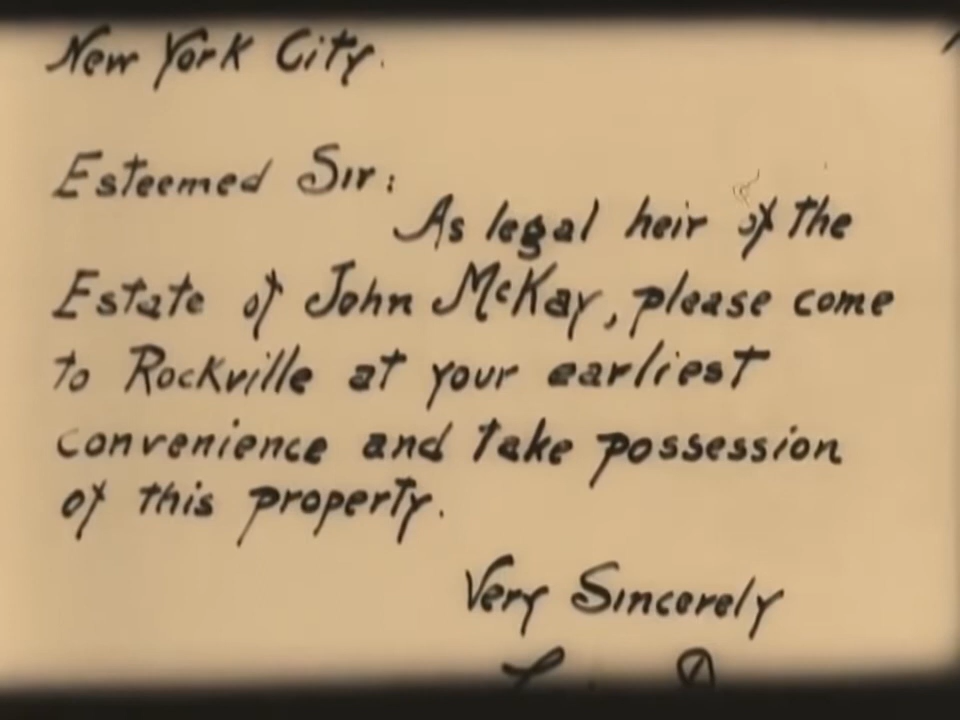 New York City.
Esteemed Sir:
As legal heir of the
Estate of John McKay, please come
to Rockville at your earliest
convenience and take possession
of this property.
Very Sincerely